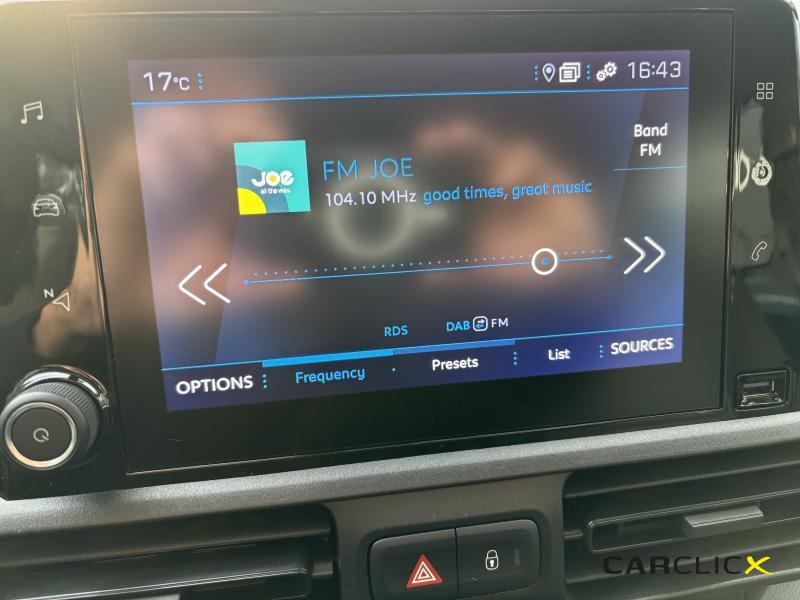 17°C
16:43
Band
FM
JOE
all the way.
FM JOE
104.10 MHz good times, great music
N
RDS
DAB FM
OPTIONS
Frequency
Presets
List
SOURCES
CARCLICX